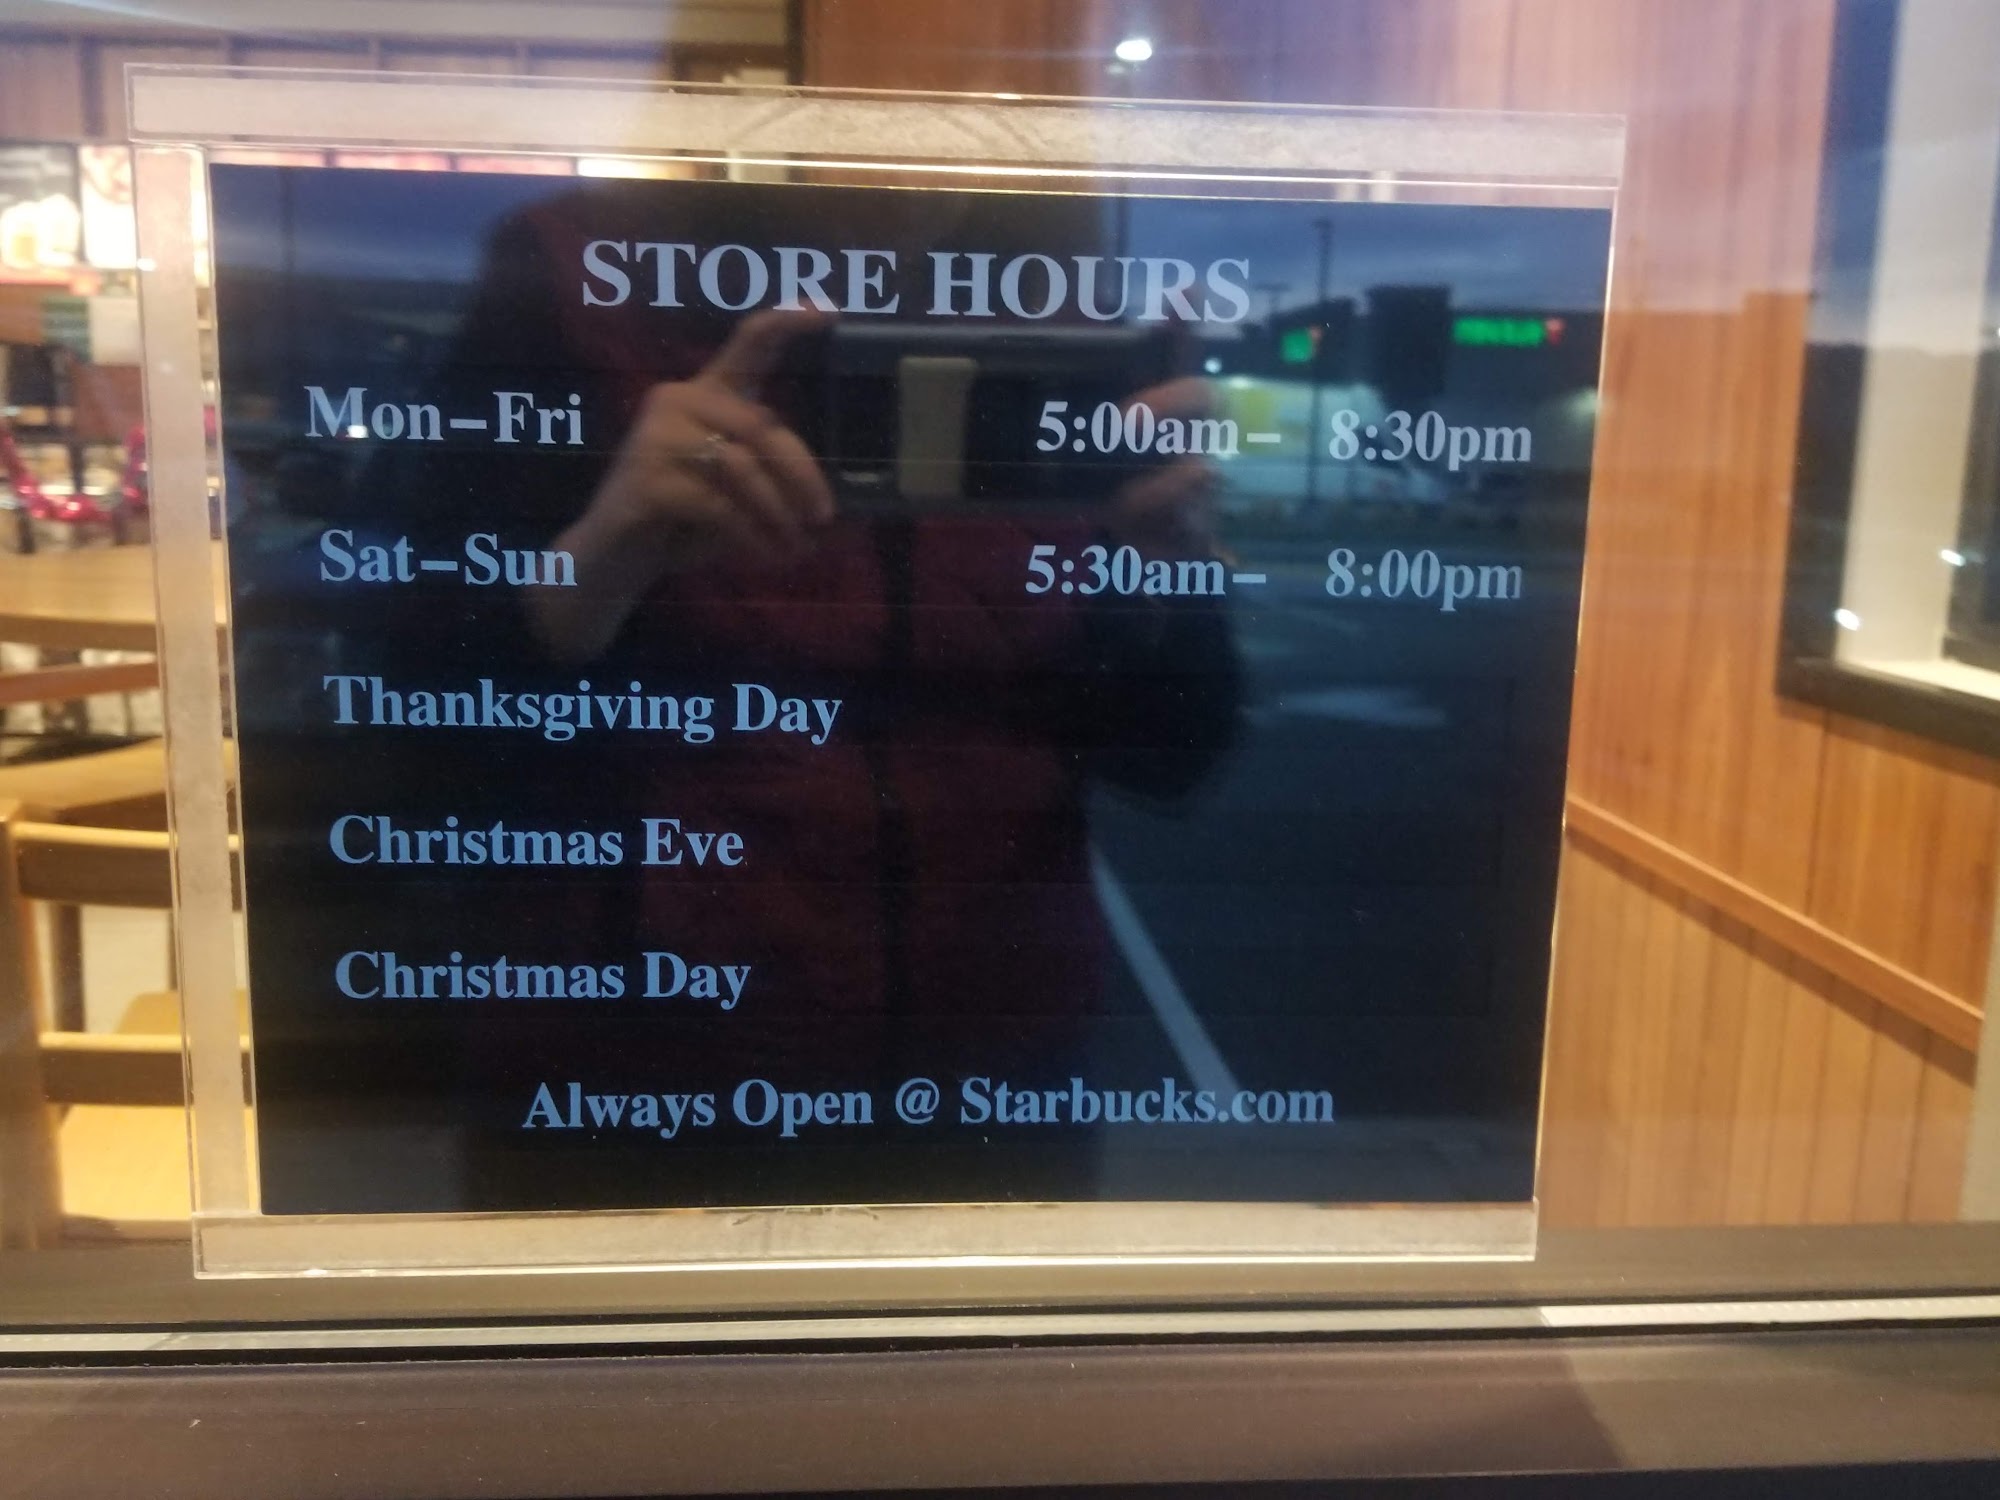 STORE HOURS
Mon–Fri 5:00am– 8:30pm
Sat–Sun 5:30am– 8:00pm
Thanksgiving Day
Christmas Eve
Christmas Day
Always Open @ Starbucks.com